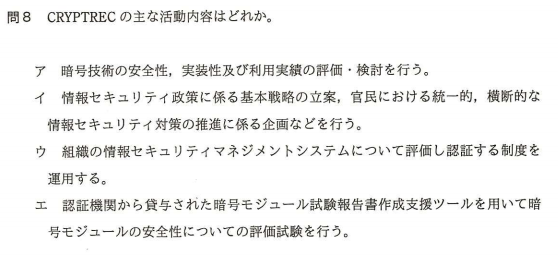 問8 CRYPTREC の主な活動内容はどれか。
ア 暗号技術の安全性，実装性及び利用実績の評価・検討を行う。
イ 情報セキュリティ政策に係る基本戦略の立案，官民における統一的，横断的な
情報セキュリティ対策の推進に係る企画などを行う。
ウ 組織の情報セキュリティマネジメントシステムについて評価し認証する制度を
運用する。
エ 認証機関から貸与された暗号モジュール試験報告書作成支援ツールを用いて暗
号モジュールの安全性についての評価試験を行う。